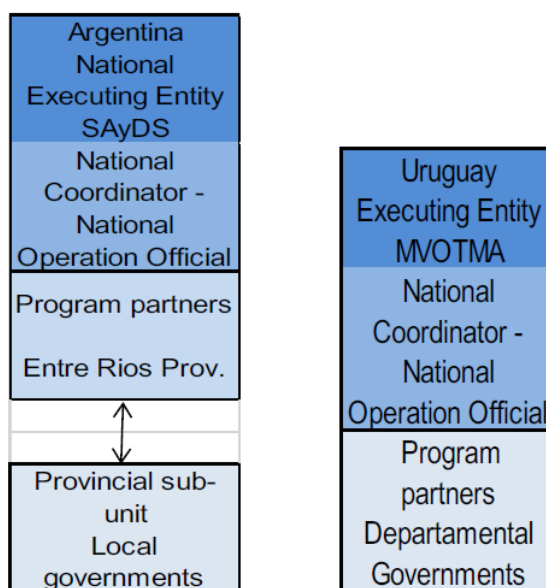 Argentina
National
Executing Entity
SAyDS
National
Coordinator -
National
Operation Official
Program partners
Entre Rios Prov.
Provincial sub-
unit
Local
governments
Uruguay
Executing Entity
MVOTMA
National
Coordinator -
National
Operation Official
Program
partners
Departamental
Governments